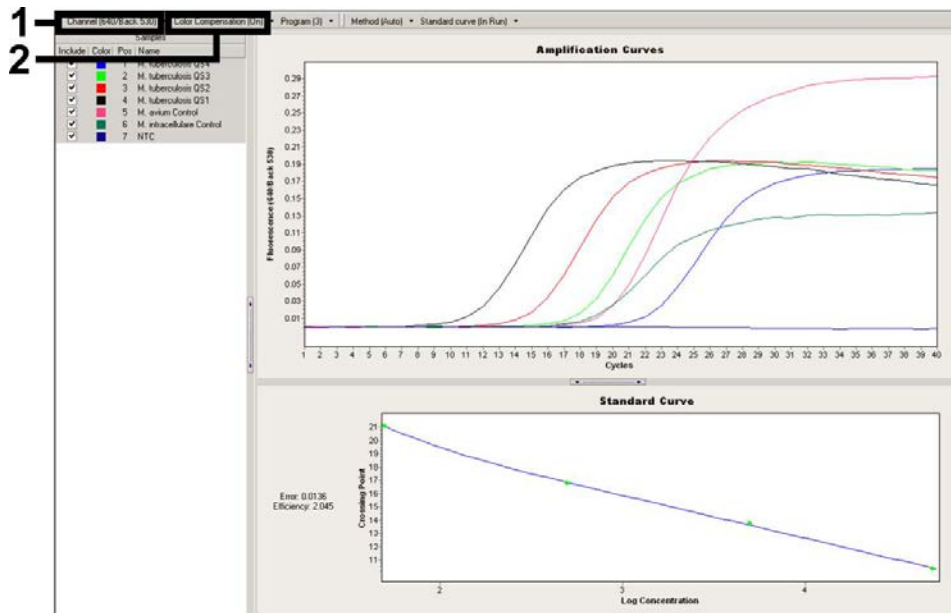 1
Channel (640/Back 530) Color Compensation (On) Program (3) Method (Auto) Standard curve (In Run)
2
Samples
Include Color Pos Name
1 M. tuberculosis QS4
2 M. tuberculosis QS3
3 M. tuberculosis QS2
4 M. tuberculosis QS1
5 M. avium Control
6 M. intracellulare Control
7 NTC
Amplification Curves
Fluorescence (640/Back 530)
0.29
0.27
0.25
0.23
0.21
0.19
0.17
0.15
0.13
0.11
0.09
0.07
0.05
0.03
0.01
1 2 3 4 5 6 7 8 9 10 11 12 13 14 15 16 17 18 19 20 21 22 23 24 25 26 27 28 29 30 31 32 33 34 35 36 37 38 39 40
Cycles
Standard Curve
Error: 0.0136
Efficiency: 2.045
Crossing Point
21
20
19
18
17
16
15
14
13
12
11
2 3 4
Log Concentration